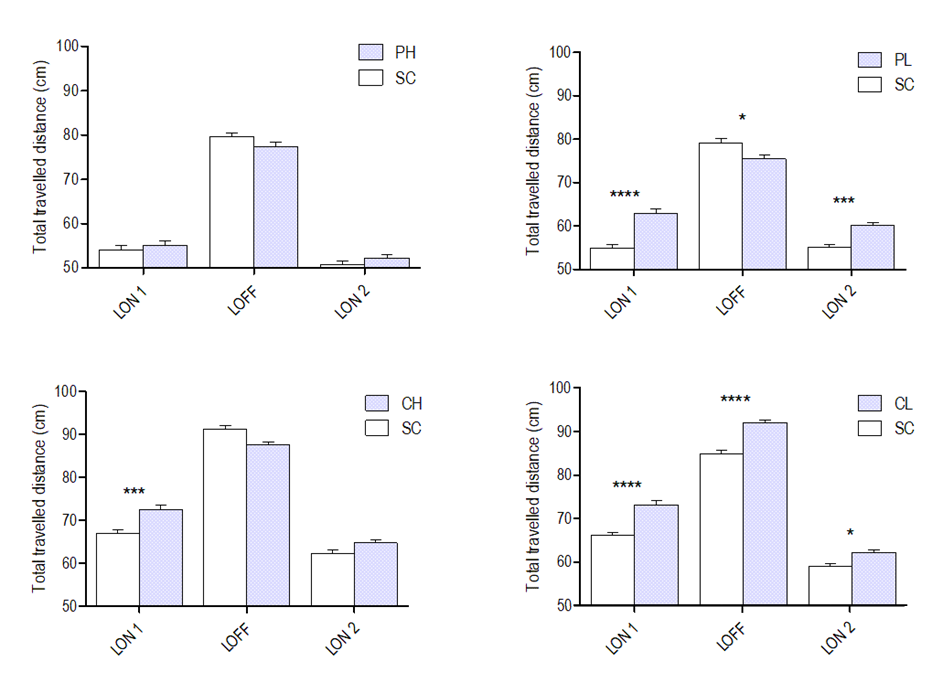 Total travelled distance (cm)
100
90
80
70
60
50
PH
SC
LON 1
LOFF
LON 2
Total travelled distance (cm)
100
90
80
70
60
50
PL
SC
****
*
***
LON 1
LOFF
LON 2
Total travelled distance (cm)
100
90
80
70
60
50
CH
SC
***
LON 1
LOFF
LON 2
Total travelled distance (cm)
100
90
80
70
60
50
CL
SC
****
****
*
LON 1
LOFF
LON 2